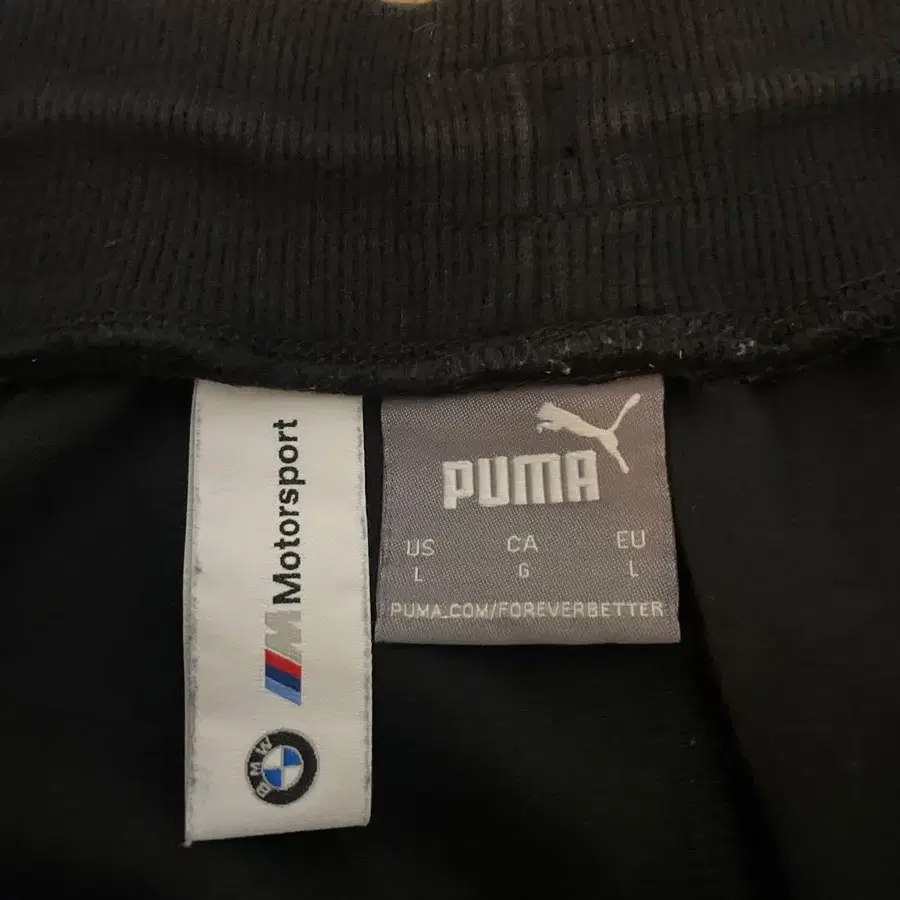 M Motorsport
BMW
PUMA
US CA EU
L G L
PUMA.COM/FOREVERBETTER